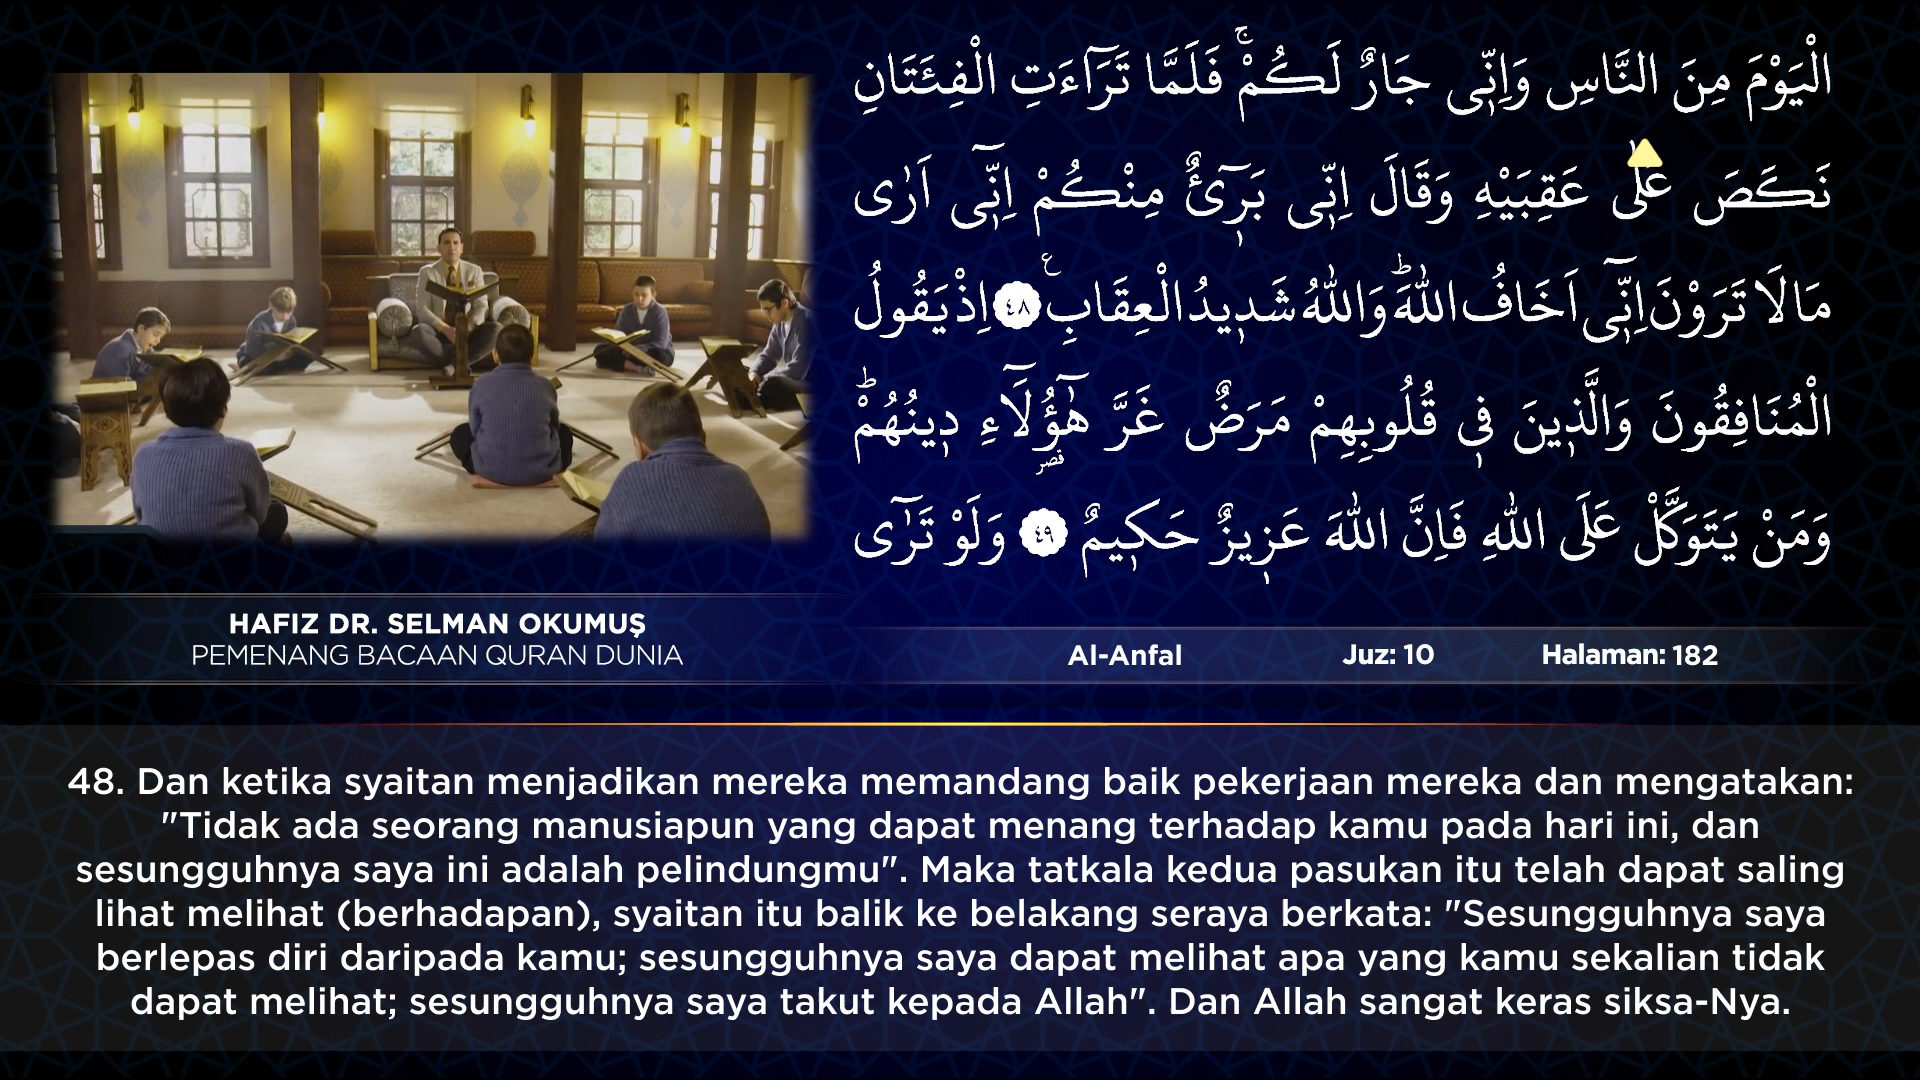 الْيَوْمَ مِنَ النَّاسِ وَاِنّٖى جَارٌ لَكُمْۚ فَلَمَّا تَرَٓاءَتِ الْفِئَتَانِ
نَكَصَ عَلٰى عَقِبَيْهِ وَقَالَ اِنّٖى بَرٖٓىءٌ مِنْكُمْ اِنّٖٓى اَرٰى
مَالَا تَرَوْنَ اِنّٖٓى اَخَافُ اللّٰهَؕ وَاللّٰهُ شَدٖيدُ الْعِقَابِࣖ ﴿٤٨﴾ اِذْ يَقُولُ
الْمُنَافِقُونَ وَالَّذٖينَ فٖى قُلُوبِهِمْ مَرَضٌ غَرَّ هٰٓؤُ۬لَٓاءِ دٖينُهُمْؕ
قصر
وَمَنْ يَتَوَكَّلْ عَلَى اللّٰهِ فَاِنَّ اللّٰهَ عَزٖيزٌ حَكٖيمٌ ﴿٤٩﴾ وَلَوْ تَرٰٓى
HAFIZ DR. SELMAN OKUMUŞ
PEMENANG BACAAN QURAN DUNIA
Al-Anfal Juz: 10 Halaman: 182
48. Dan ketika syaitan menjadikan mereka memandang baik pekerjaan mereka dan mengatakan:
"Tidak ada seorang manusiapun yang dapat menang terhadap kamu pada hari ini, dan
sesungguhnya saya ini adalah pelindungmu". Maka tatkala kedua pasukan itu telah dapat saling
lihat melihat (berhadapan), syaitan itu balik ke belakang seraya berkata: "Sesungguhnya saya
berlepas diri daripada kamu; sesungguhnya saya dapat melihat apa yang kamu sekalian tidak
dapat melihat; sesungguhnya saya takut kepada Allah". Dan Allah sangat keras siksa-Nya.